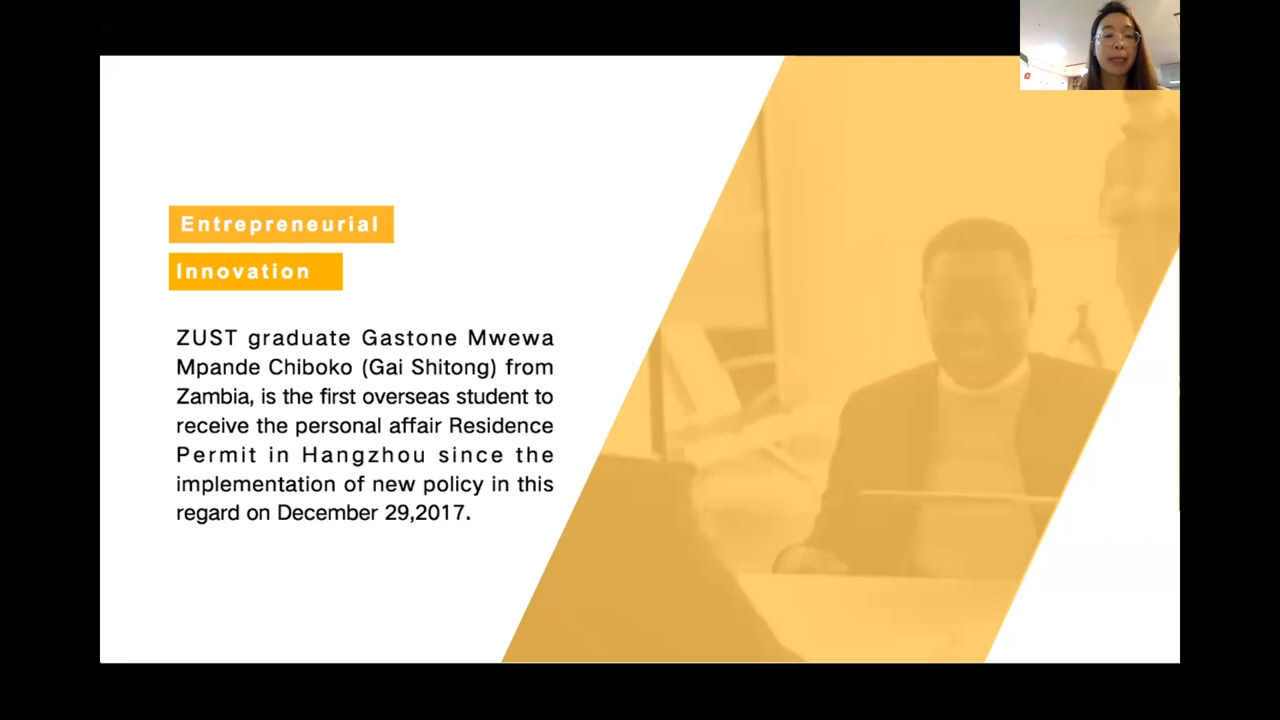 Entrepreneurial
Innovation
ZUST graduate Gastone Mwewa
Mpande Chiboko (Gai Shitong) from
Zambia, is the first overseas student to
receive the personal affair Residence
Permit in Hangzhou since the
implementation of new policy in this
regard on December 29,2017.